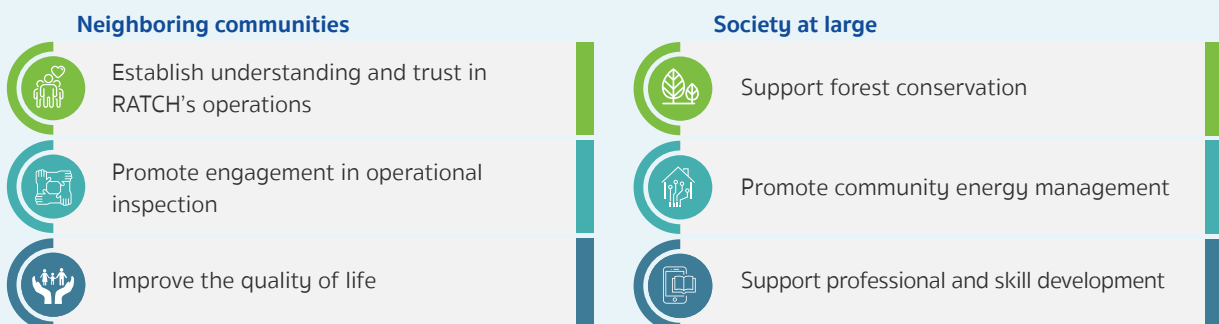 Neighboring communities
Establish understanding and trust in
RATCH's operations
Promote engagement in operational
inspection
Improve the quality of life
Society at large
Support forest conservation
Promote community energy management
Support professional and skill development